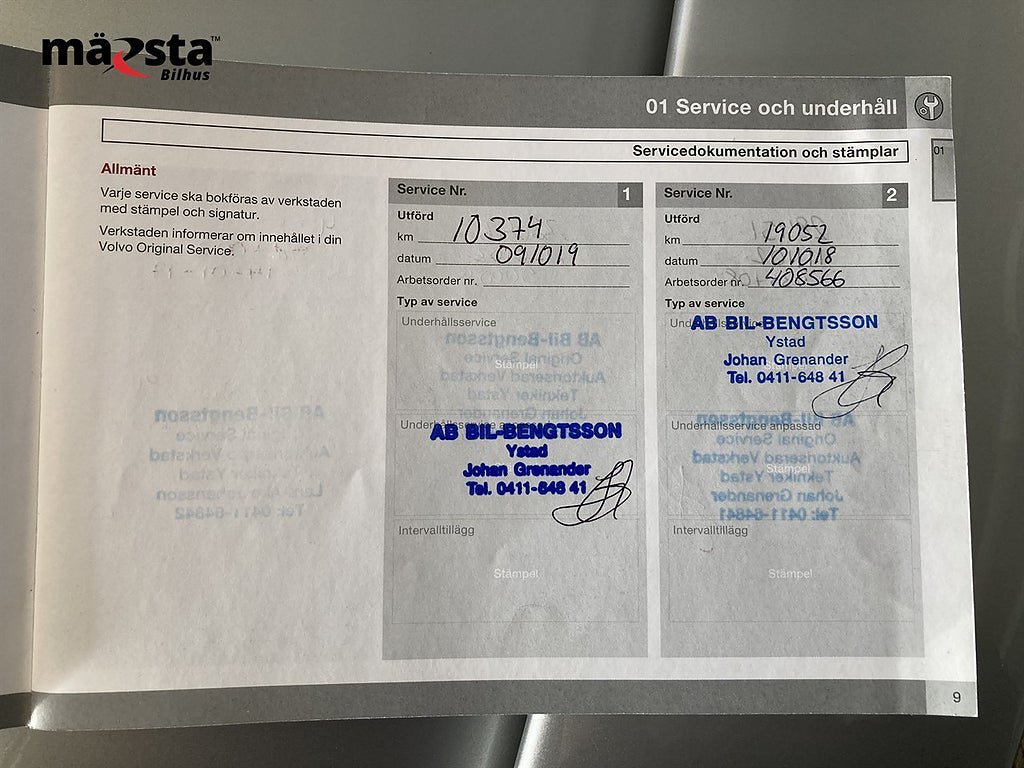 mästa™
Bilhus
01 Service och underhåll
Servicedokumentation och stämplar
01
Allmänt
Varje service ska bokföras av verkstaden
med stämpel och signatur.
Verkstaden informerar om innehållet i din
Volvo Original Service.
Service Nr. 1
Utförd
km 10374
datum 091019
Arbetsorder nr.
Typ av service
Underhållsservice
Stämpel
Underhållsservice anpassad
AB BIL-BENGTSSON
Ystad
Johan Grenander
Tel. 0411-648 41
Intervalltillägg
Stämpel
Service Nr. 2
Utförd
km 19052
datum 101018
Arbetsorder nr. 408566
Typ av service
Underhållsservice
AB BIL-BENGTSSON
Ystad
Johan Grenander
Tel. 0411-648 41
Underhållsservice anpassad
Stämpel
Intervalltillägg
Stämpel
9